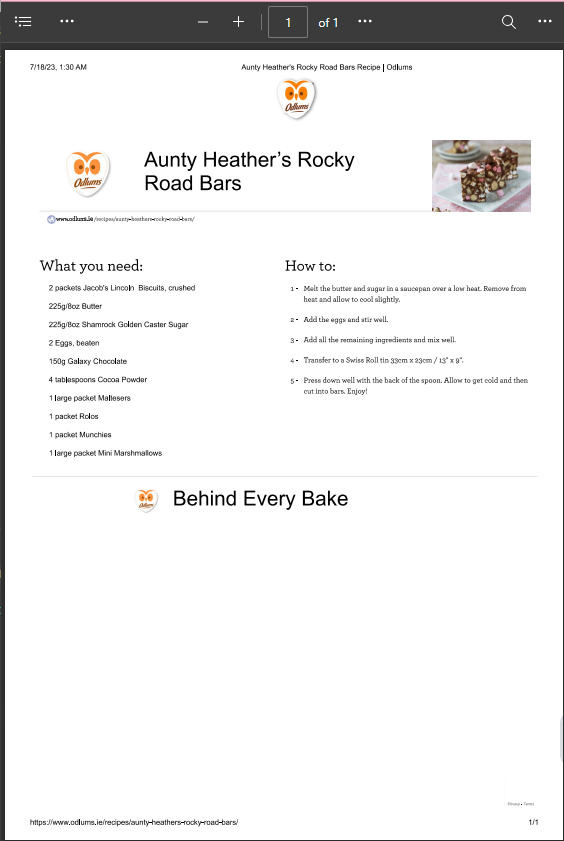 1 of 1
7/18/23, 1:30 AM
Aunty Heather's Rocky Road Bars Recipe | Odlums
Odlums
Odlums
Aunty Heather's Rocky
Road Bars
www.odlums.ie/recipes/aunty-heathers-rocky-road-bars/
What you need:
2 packets Jacob's Lincoln Biscuits, crushed
225g/8oz Butter
225g/8oz Shamrock Golden Caster Sugar
2 Eggs, beaten
150g Galaxy Chocolate
4 tablespoons Cocoa Powder
1 large packet Maltesers
1 packet Rolos
1 packet Munchies
1 large packet Mini Marshmallows
How to:
1 - Melt the butter and sugar in a saucepan over a low heat. Remove from
heat and allow to cool slightly.
2 - Add the eggs and stir well.
3 - Add all the remaining ingredients and mix well.
4 - Transfer to a Swiss Roll tin 33cm x 23cm / 13" x 9".
5 - Press down well with the back of the spoon. Allow to get cold and then
cut into bars. Enjoy!
Odlums
Behind Every Bake
Privacy - Terms
https://www.odlums.ie/recipes/aunty-heathers-rocky-road-bars/
1/1